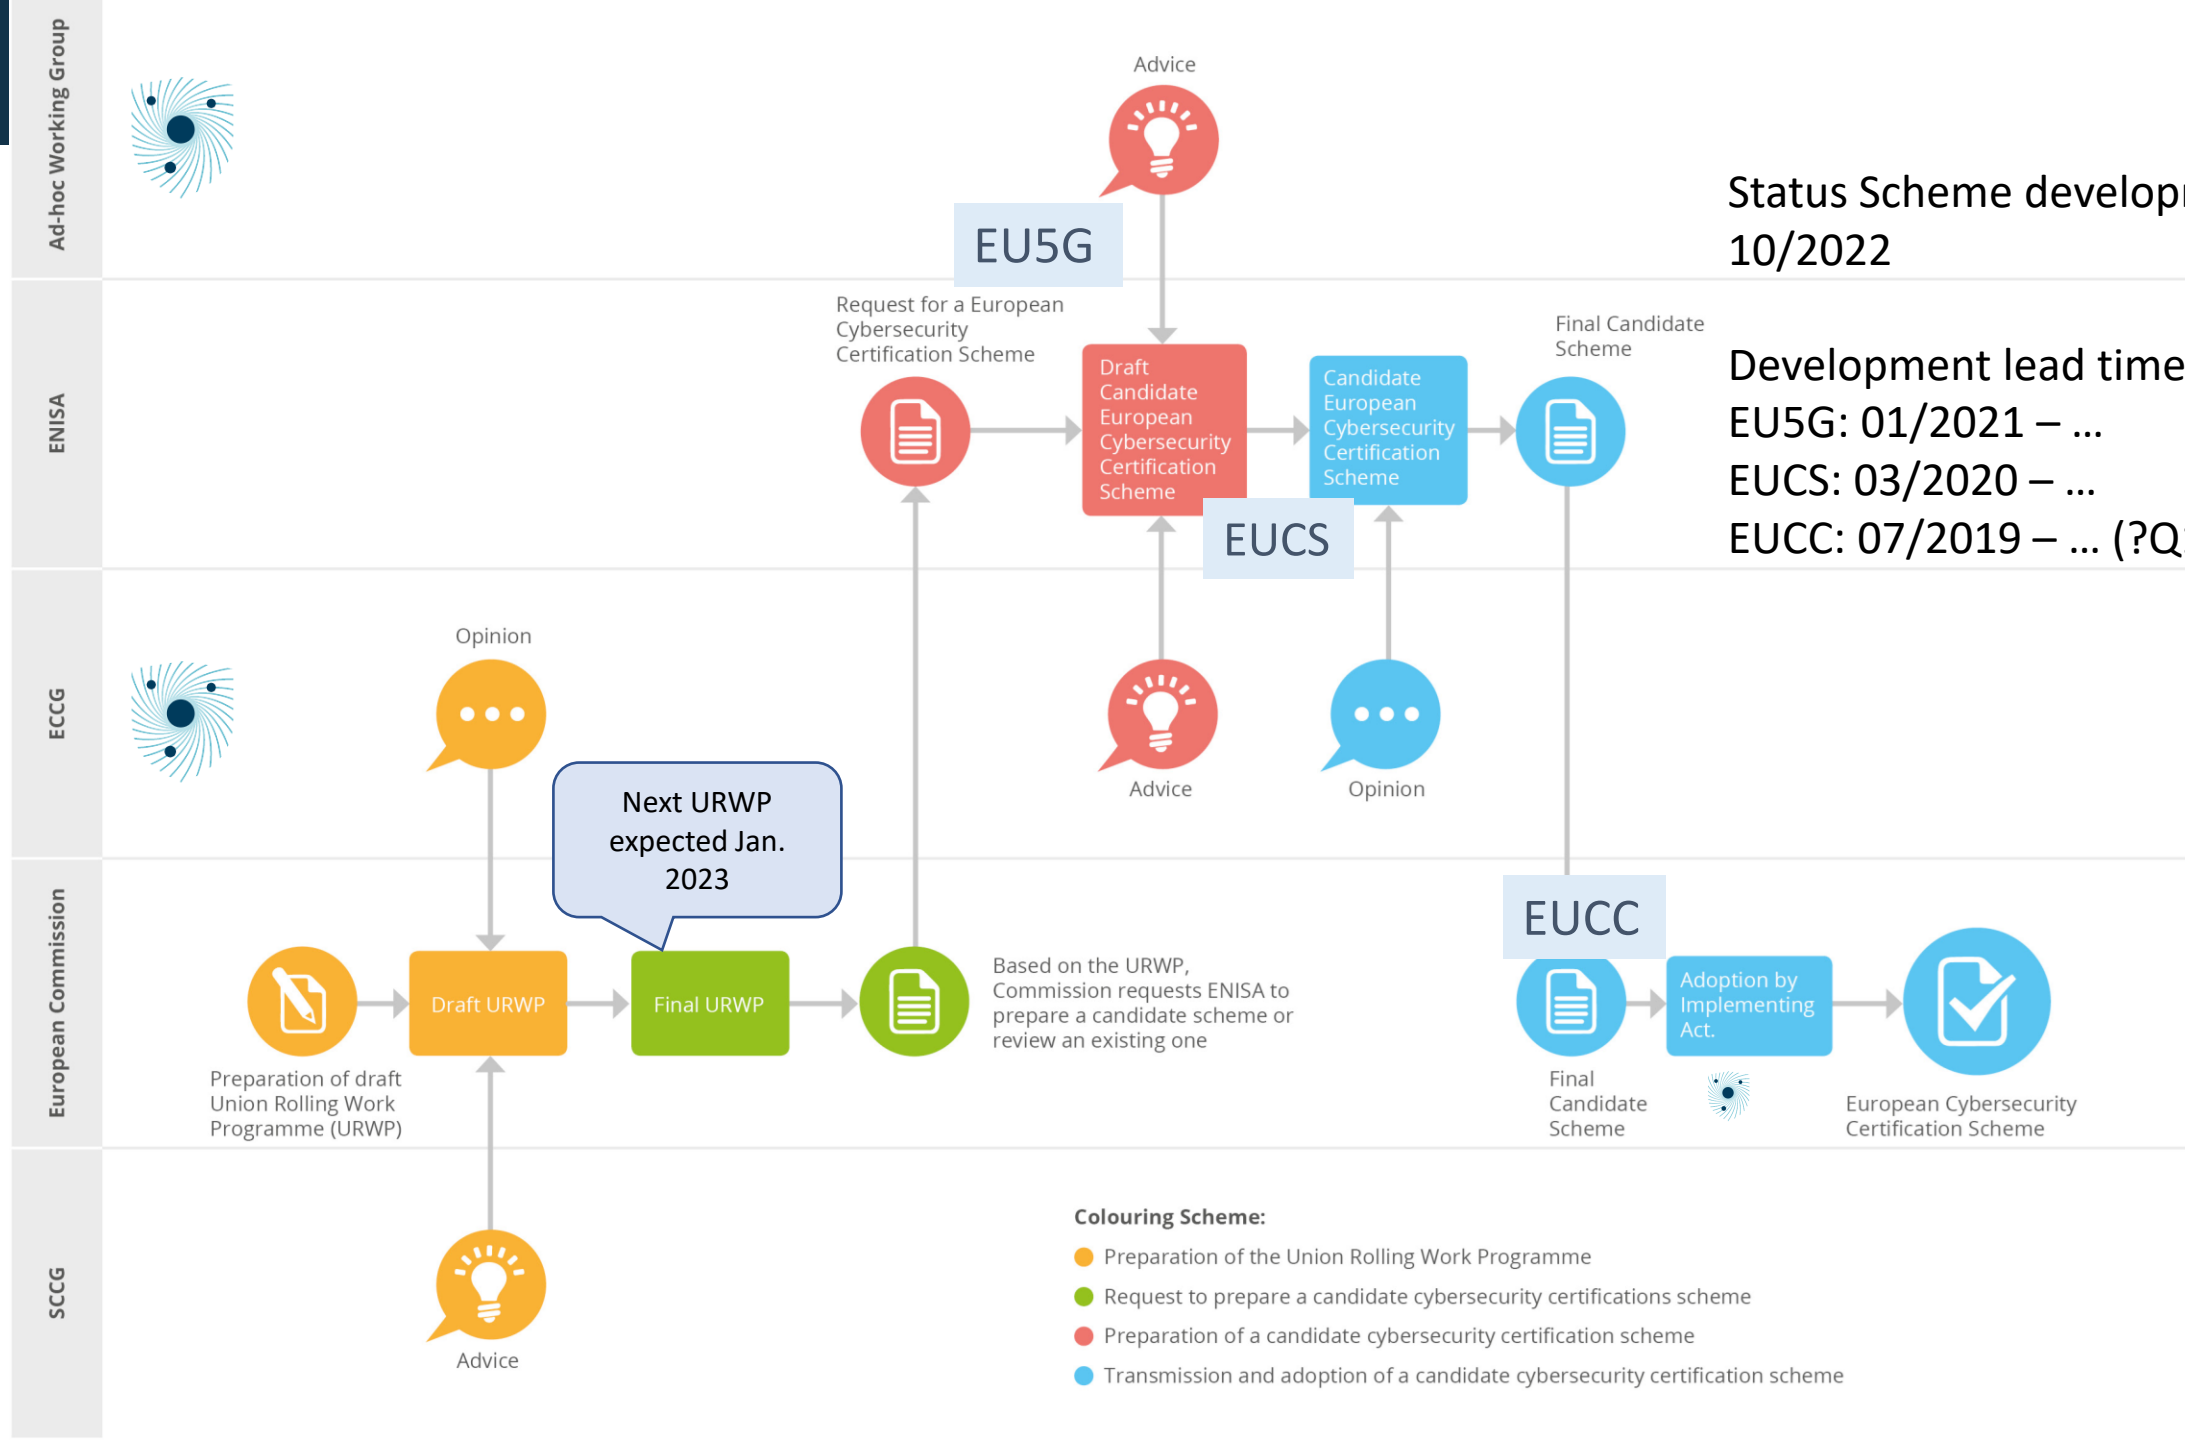 Ad-hoc Working Group
Advice
EU5G
Status Scheme
10/2022
ENISA
Request for a European
Cybersecurity
Certification Scheme
Draft
Candidate
European
Cybersecurity
Certification
Scheme
Candidate
European
Cybersecurity
Certification
Scheme
Final Candidate
Scheme
EUCS
Development lead time
EU5G: 01/2021 – ...
EUCS: 03/2020 – ...
EUCC: 07/2019 – ... (?Q
ECCG
Opinion
Advice
Opinion
Next URWP
expected Jan.
2023
European Commission
Preparation of draft
Union Rolling Work
Programme (URWP)
Draft URWP
Final URWP
Based on the URWP,
Commission requests ENISA to
prepare a candidate scheme or
review an existing one
EUCC
Final
Candidate
Scheme
Adoption by
Implementing
Act.
European Cybersecurity
Certification Scheme
SCCG
Advice
Colouring Scheme:
Preparation of the Union Rolling Work Programme
Request to prepare a candidate cybersecurity certifications scheme
Preparation of a candidate cybersecurity certification scheme
Transmission and adoption of a candidate cybersecurity certification scheme